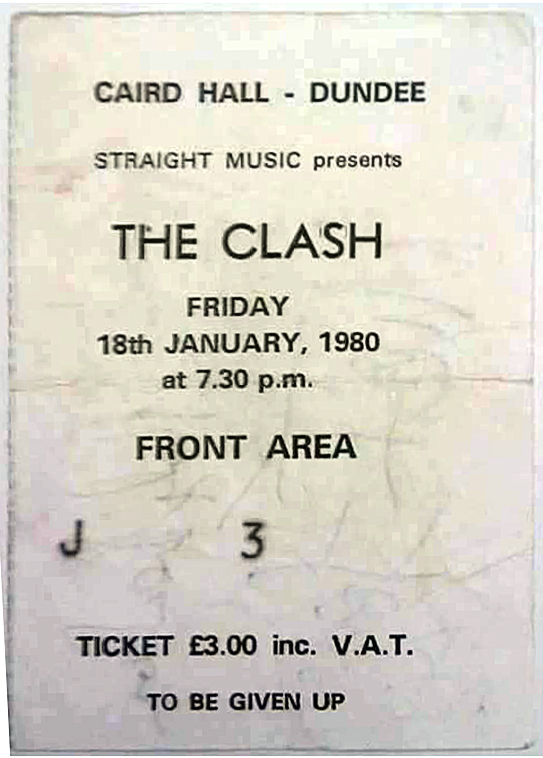 CAIRD HALL - DUNDEE
STRAIGHT MUSIC presents
THE CLASH
FRIDAY
18th JANUARY, 1980
at 7.30 p.m.
FRONT AREA
J 3
TICKET £3.00 inc. V.A.T.
TO BE GIVEN UP